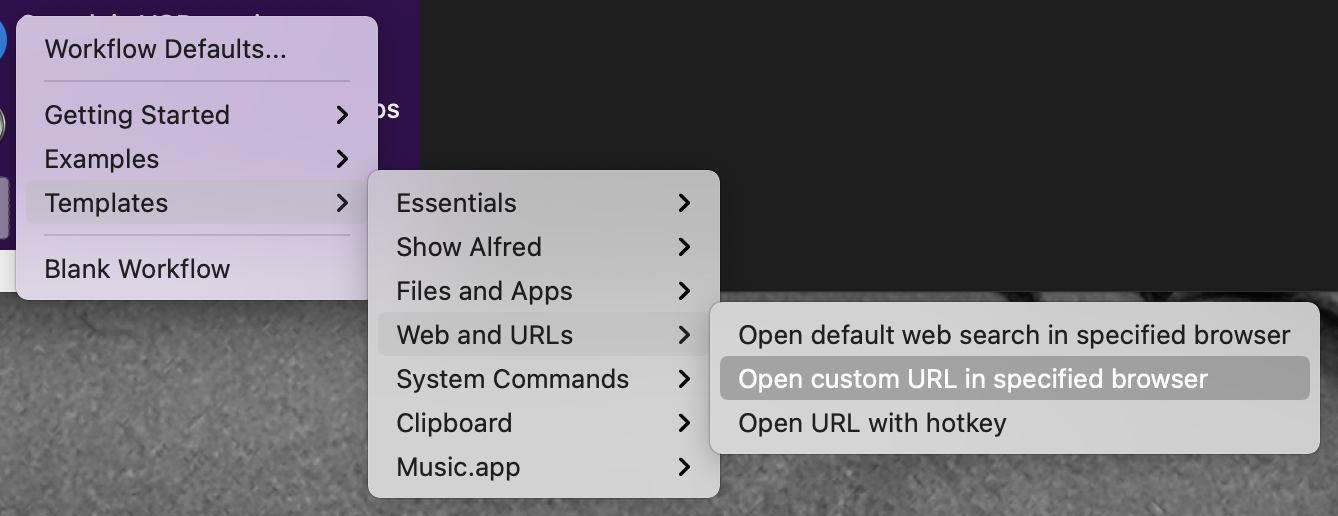 Workflow Defaults...
Getting Started
Examples
Templates
Blank Workflow
Essentials
Show Alfred
Files and Apps
Web and URLs
System Commands
Clipboard
Music.app
Open default web search in specified browser
Open custom URL in specified browser
Open URL with hotkey